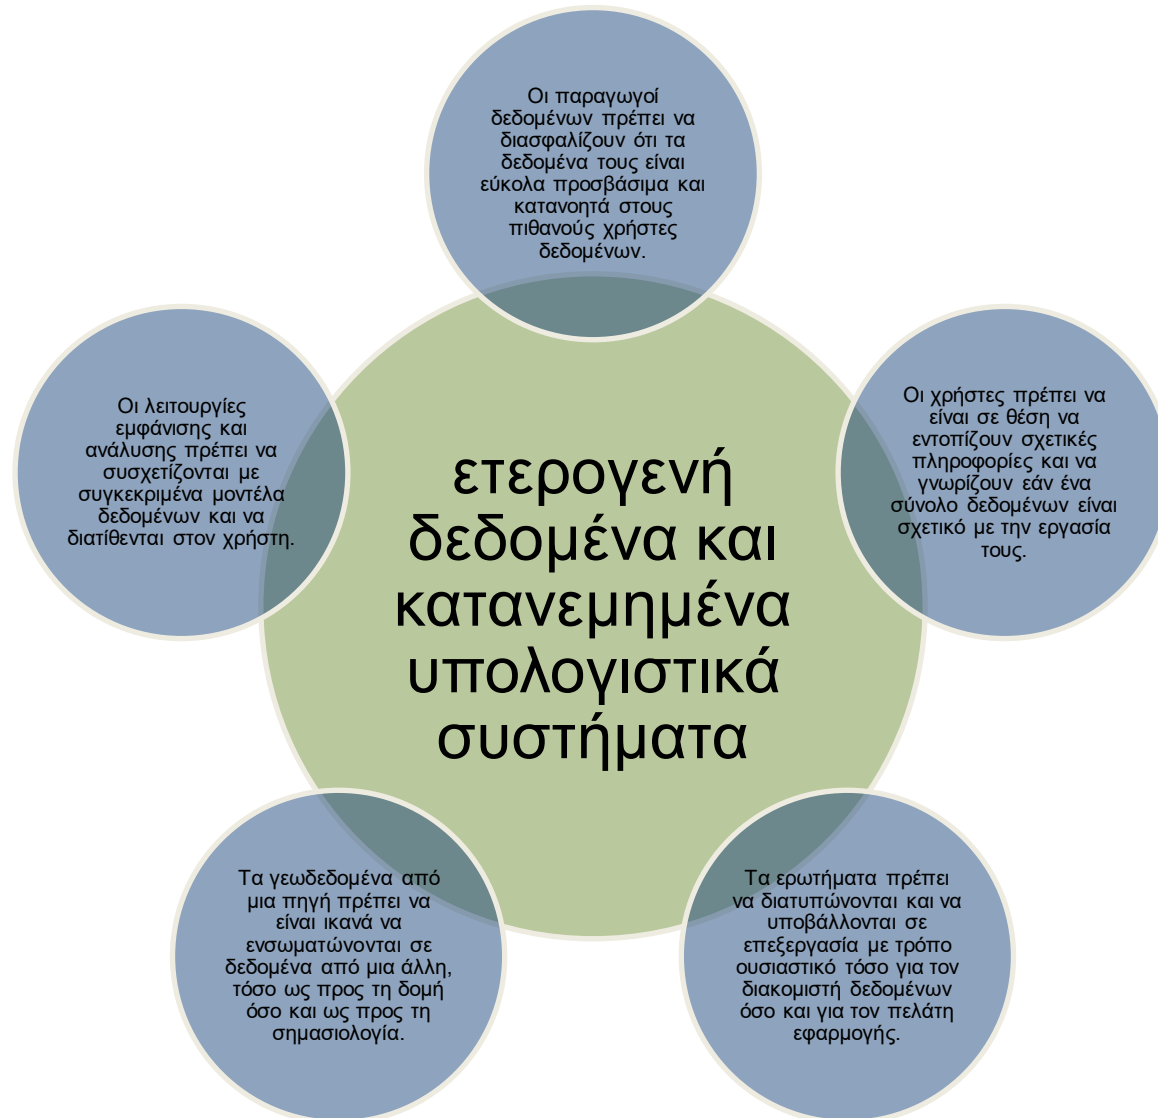 Οι παραγωγοί
δεδομένων πρέπει να
διασφαλίζουν ότι τα
δεδομένα τους είναι
εύκολα προσβάσιμα και
κατανοητά στους
πιθανούς χρήστες
δεδομένων.
Οι χρήστες πρέπει να
είναι σε θέση να
εντοπίζουν σχετικές
πληροφορίες και να
γνωρίζουν εάν ένα
σύνολο δεδομένων είναι
σχετικό με την εργασία
τους.
Τα ερωτήματα πρέπει
να διατυπώνονται και να
υποβάλλονται σε
επεξεργασία με τρόπο
ουσιαστικό τόσο για τον
διακομιστή δεδομένων
όσο και για τον πελάτη
εφαρμογής.
Τα γεωδεδομένα από
μια πηγή πρέπει να
είναι ικανά να
ενσωματώνονται σε
δεδομένα από μια άλλη,
τόσο ως προς τη δομή
όσο και ως προς τη
σημασιολογία.
Οι λειτουργίες
εμφάνισης και
ανάλυσης πρέπει να
συσχετίζονται με
συγκεκριμένα μοντέλα
δεδομένων και να
διατίθενται στον χρήστη.
ετερογενή
δεδομένα και
κατανεμημένα
υπολογιστικά
συστήματα